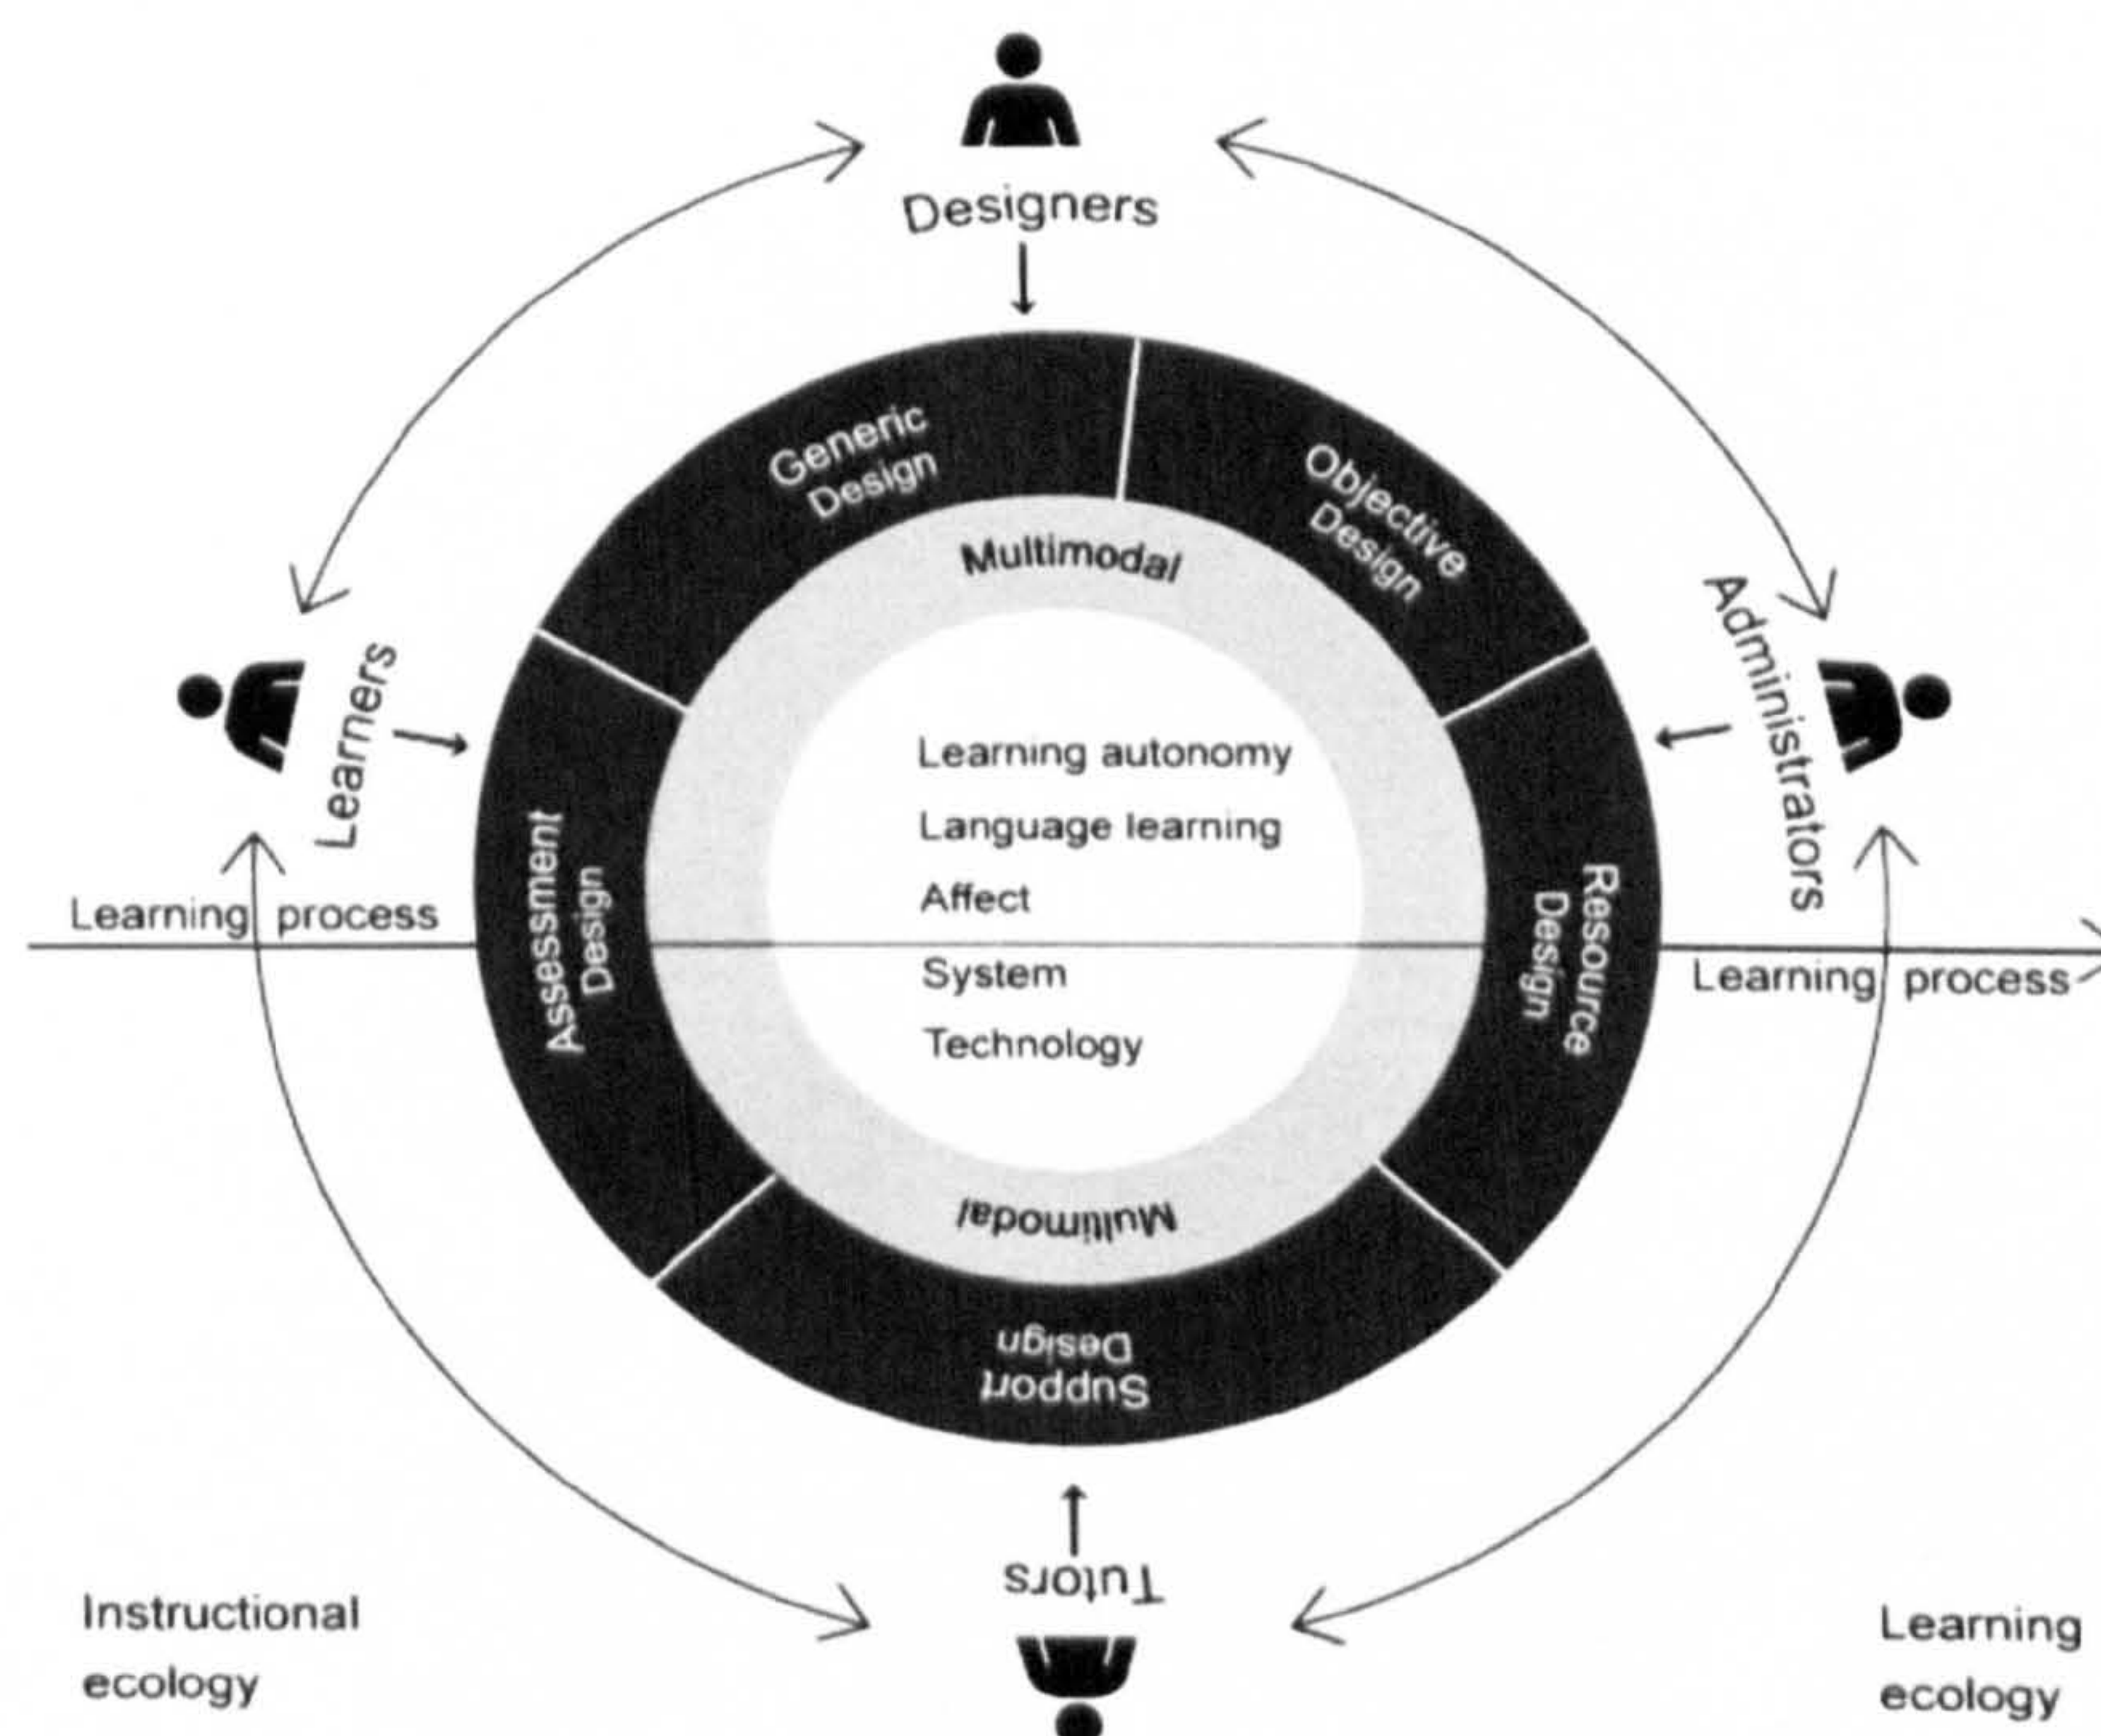 Designers
Generic
Design
Objective
Design
Multimodal
Learners
Administrators
Learning autonomy
Language learning
Affect
System
Technology
Assessment
Design
Resource
Design
Learning process
Learning process
Multimodal
Support
Design
Tutors
Instructional
ecology
Learning
ecology